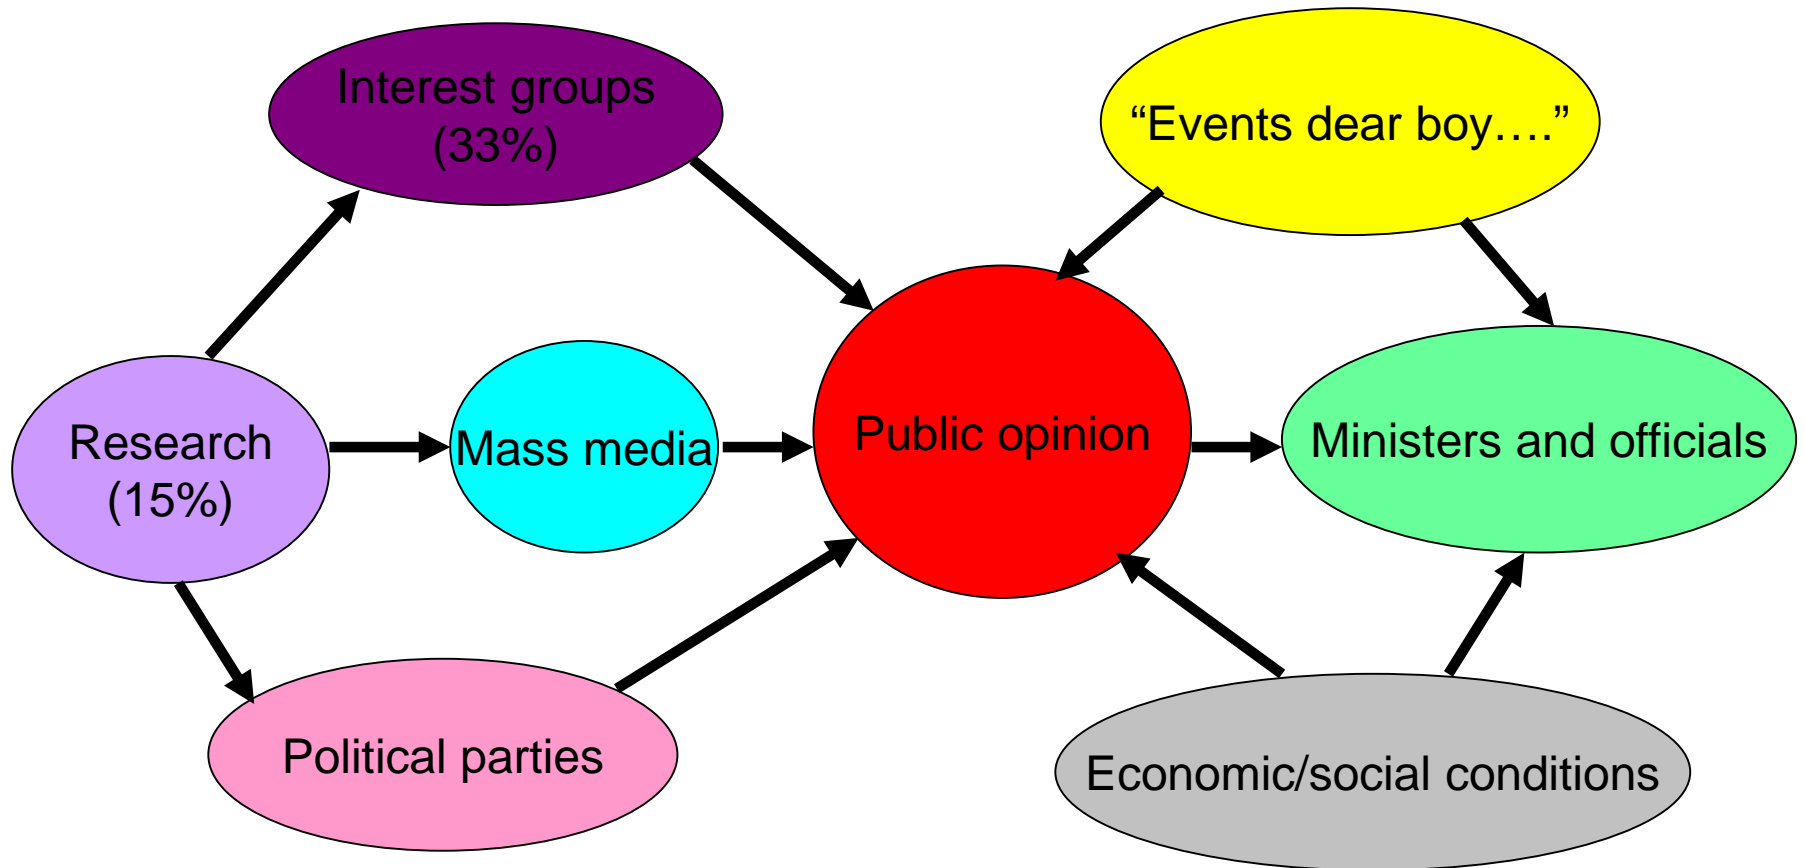 Interest groups
(33%)
“Events dear boy….”
Research
(15%)
Mass media
Public opinion
Ministers and officials
Political parties
Economic/social conditions